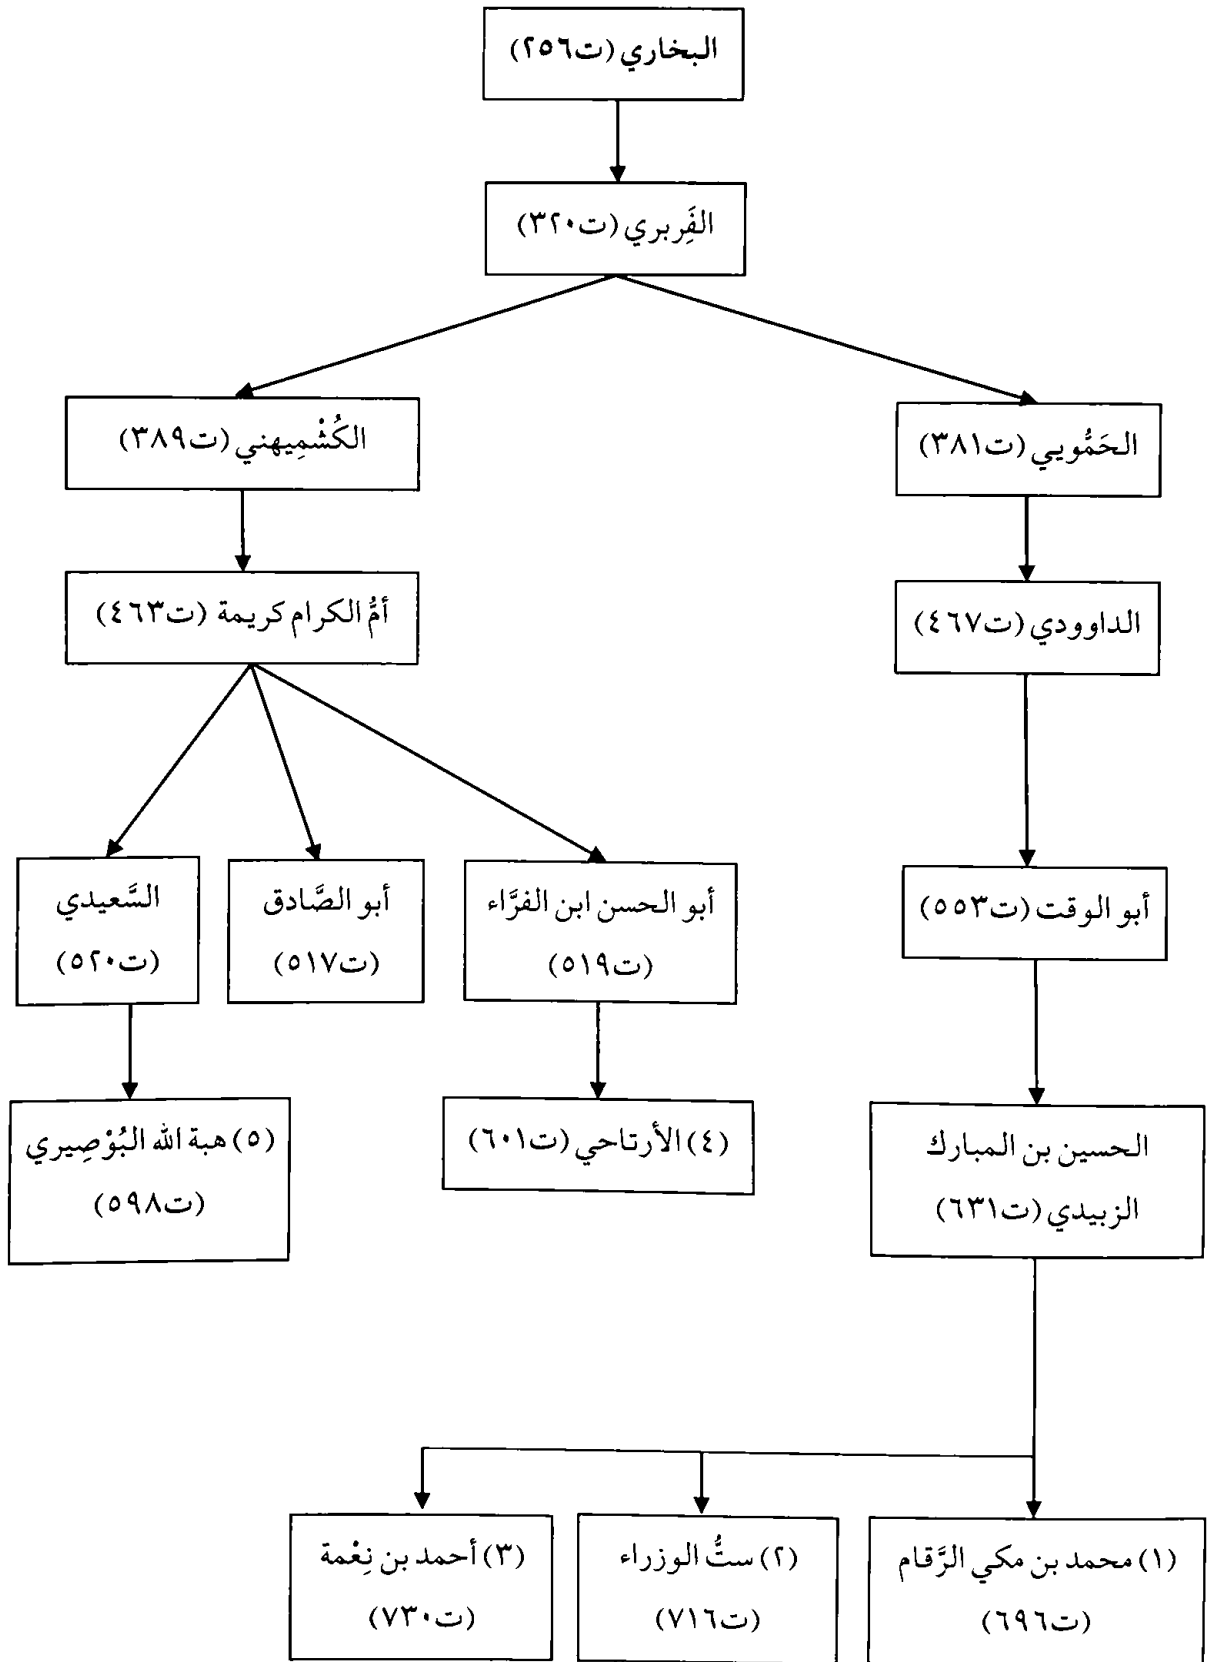 البخاري (ت٢٥٦)
الفَِربري (ت٣٢٠)
الحَمُّويي (ت٣٨١)
الكُشْمِيهني (ت٣٨٩)
الداوودي (ت٤٦٧)
أمُّ الكرام كريمة (ت٤٦٣)
أبو الوقت (ت٥٥٣)
أبو الحسن ابن الفرَّاء
(ت٥١٩)
أبو الصَّادق
(ت٥١٧)
السَّعيدي
(ت٥٢٠)
الحسين بن المبارك
الزبيدي (ت٦٣١)
(٤) الأرتاحي (ت٦٠١)
(٥) هبة الله البُوْصِيري
(ت٥٩٨)
(١) محمد بن مكي الرَّقام
(ت٦٩٦)
(٢) ستُّ الوزراء
(ت٧١٦)
(٣) أحمد بن نِعْمة
(ت٧٣٠)